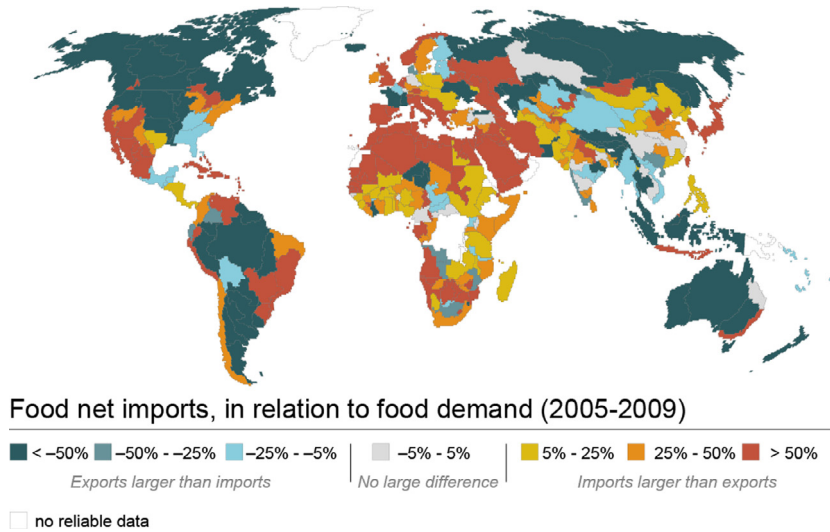 Food net imports, in relation to food demand (2005-2009)
< –50% –50% - –25% –25% - –5% –5% - 5% 5% - 25% 25% - 50% > 50%
Exports larger than imports No large difference Imports larger than exports
no reliable data